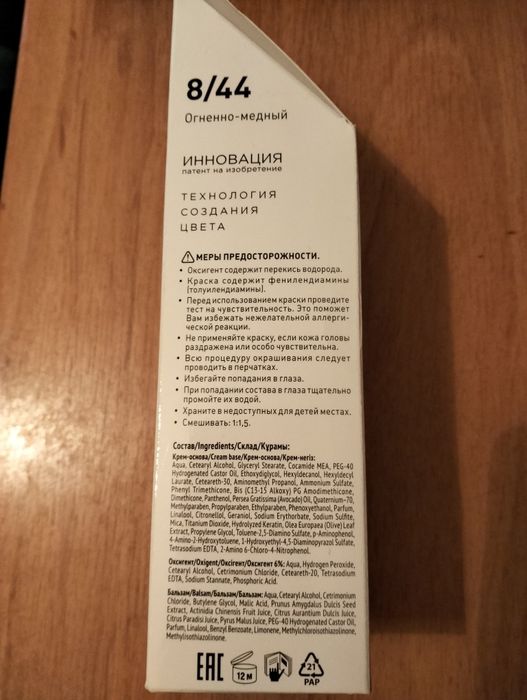 8/44
Огненно-медный
ИННОВАЦИЯ
патент на изобретение
ТЕХНОЛОГИЯ
СОЗДАНИЯ
ЦВЕТА
МЕРЫ ПРЕДОСТОРОЖНОСТИ.
• Оксигент содержит перекись водорода.
• Краска содержит фенилендиамины
(толуилендиамины).
• Перед использованием краски проведите
тест на чувствительность. Это поможет
Вам избежать нежелательной аллерги-
ческой реакции.
• Не применяйте краску, если кожа головы
раздражена или особо чувствительна.
• Всю процедуру окрашивания следует
проводить в перчатках.
• Избегайте попадания в глаза.
• При попадании состава в глаза тщательно
промойте их водой.
• Храните в недоступных для детей местах.
• Смешивать: 1:1,5.
Состав/Ingredients/Склад/Құрамы:
Крем-основа/Cream base/Крем-основа/Крем-негіз:
Aqua, Cetearyl Alcohol, Glyceryl Stearate, Cocamide MEA, PEG-40
Hydrogenated Castor Oil, Ethoxydiglycol, Hexyldecanol, Hexyldecyl
Laurate, Ceteareth-30, Aminomethyl Propanol, Ammonium Sulfate,
Phenyl Trimethicone, Bis (C13-15 Alkoxy) PG Amodimethicone,
Dimethicone, Panthenol, Persea Gratissima (Avocado) Oil, Quaternium-70,
Methylparaben, Propylparaben, Ethylparaben, Phenoxyethanol, Parfum,
Linalool, Citronellol, Geraniol, Sodium Erythorbate, Sodium Sulfite,
Mica, Titanium Dioxide, Hydrolyzed Keratin, Olea Europaea (Olive) Leaf
Extract, Propylene Glycol, Toluene-2,5-Diamino Sulfate, p-Aminophenol,
4-Amino-2-Hydroxytoluene, 1-Hydroxyethyl-4,5-Diaminopyrazol Sulfate,
Tetrasodium EDTA, 2-Amino 6-Chloro-4-Nitrophenol.
Оксигент/Oxigent/Оксігент/Oxigent 6%: Aqua, Hydrogen Peroxide,
Cetearyl Alcohol, Cetrimonium Chloride, Ceteareth-20, Tetrasodium
EDTA, Sodium Stannate, Phosphoric Acid.
Бальзам/Balsam/Бальзам/Бальзам: Aqua, Cetearyl Alcohol, Cetrimonium
Chloride, Butylene Glycol, Malic Acid, Prunus Amygdalus Dulcis Seed
Extract, Actinidia Chinensis Fruit Juice, Citrus Aurantium Dulcis Juice,
Citrus Paradisi Juice, Pyrus Malus Juice, PEG-40 Hydrogenated Castor Oil,
Parfum, Linalool, Benzyl Benzoate, Limonene, Methylchloroisothiazolinone,
Methylisothiazolinone.
EAC
12 M
21
PAP